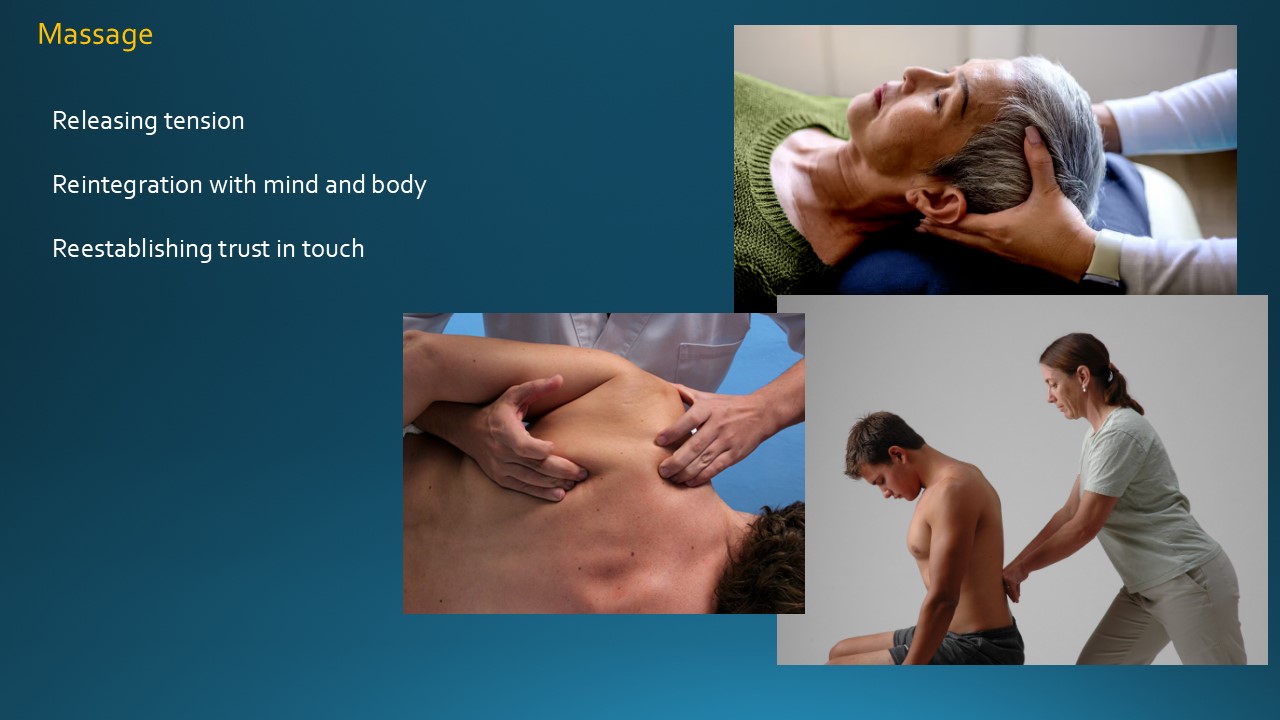 Massage
Releasing tension
Reintegration with mind and body
Reestablishing trust in touch